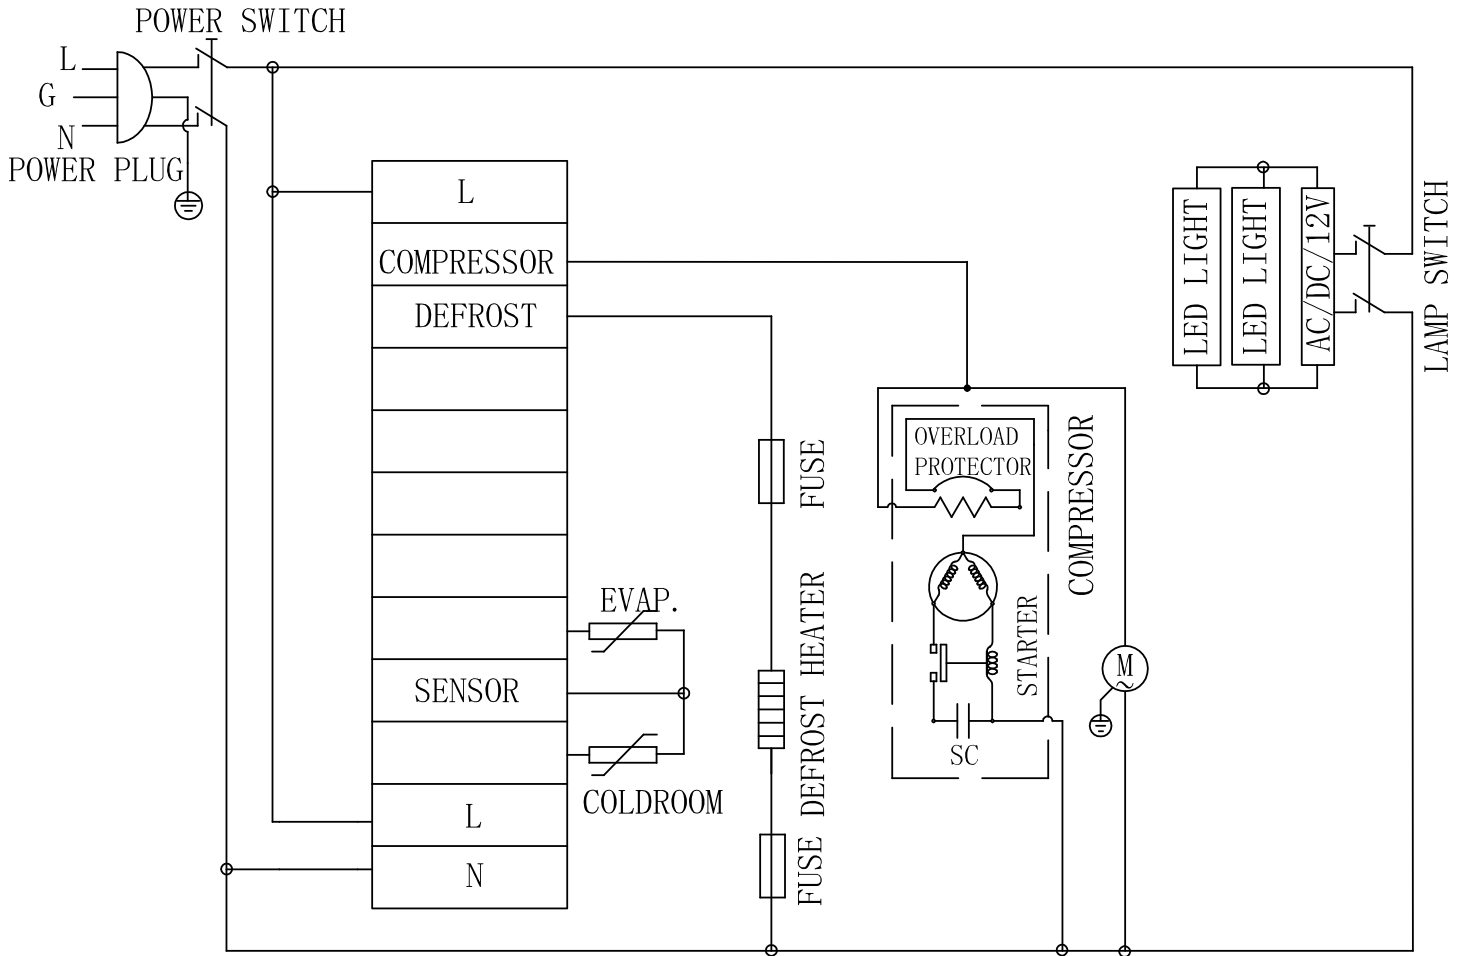 POWER SWITCH
L
G
N
POWER PLUG
L
COMPRESSOR
DEFROST
SENSOR
L
N
EVAP.
COLDROOM
FUSE
DEFROST HEATER
FUSE
OVERLOAD
PROTECTOR
COMPRESSOR
STARTER
SC
M
~
LED LIGHT
LED LIGHT
AC/DC/12V
LAMP SWITCH